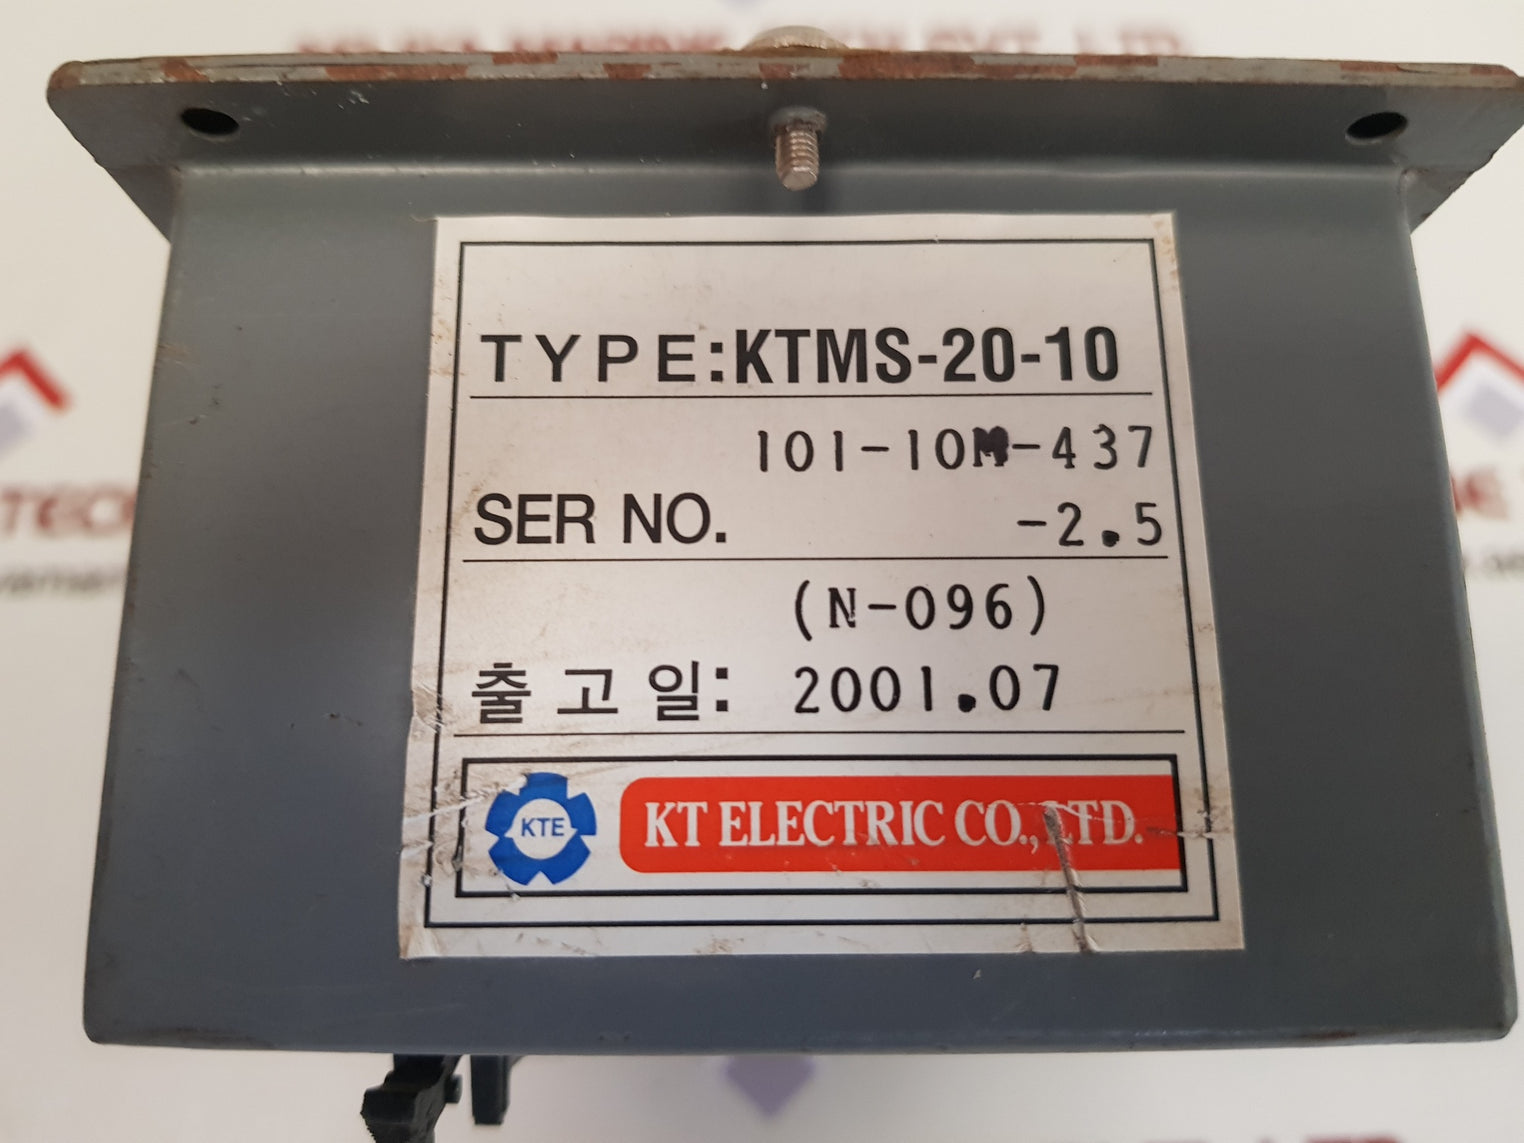 TYPE:KTMS-20-10
101-10M-437
SER NO. -2.5
(N-096)
출고일: 2001.07
KTE KT ELECTRIC CO., LTD.